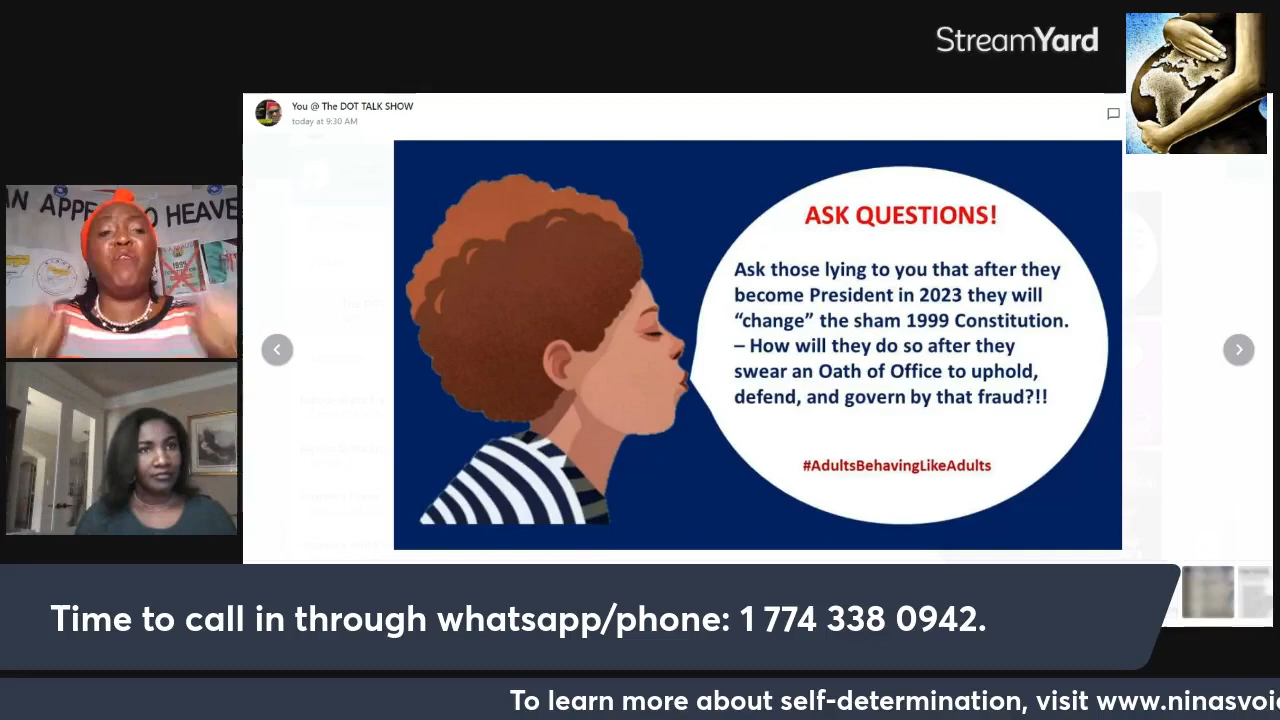 StreamYard
You @ The DOT TALK SHOW
today at 9:30 AM
AN APPE
O HEAVE
1999
ASK QUESTIONS!
Ask those lying to you that after they
become President in 2023 they will
“change” the sham 1999 Constitution.
– How will they do so after they
swear an Oath of Office to uphold,
defend, and govern by that fraud?!!
#AdultsBehavingLikeAdults
Time to call in through whatsapp/phone: 1 774 338 0942.
To learn more about self-determination, visit www.ninasvoic